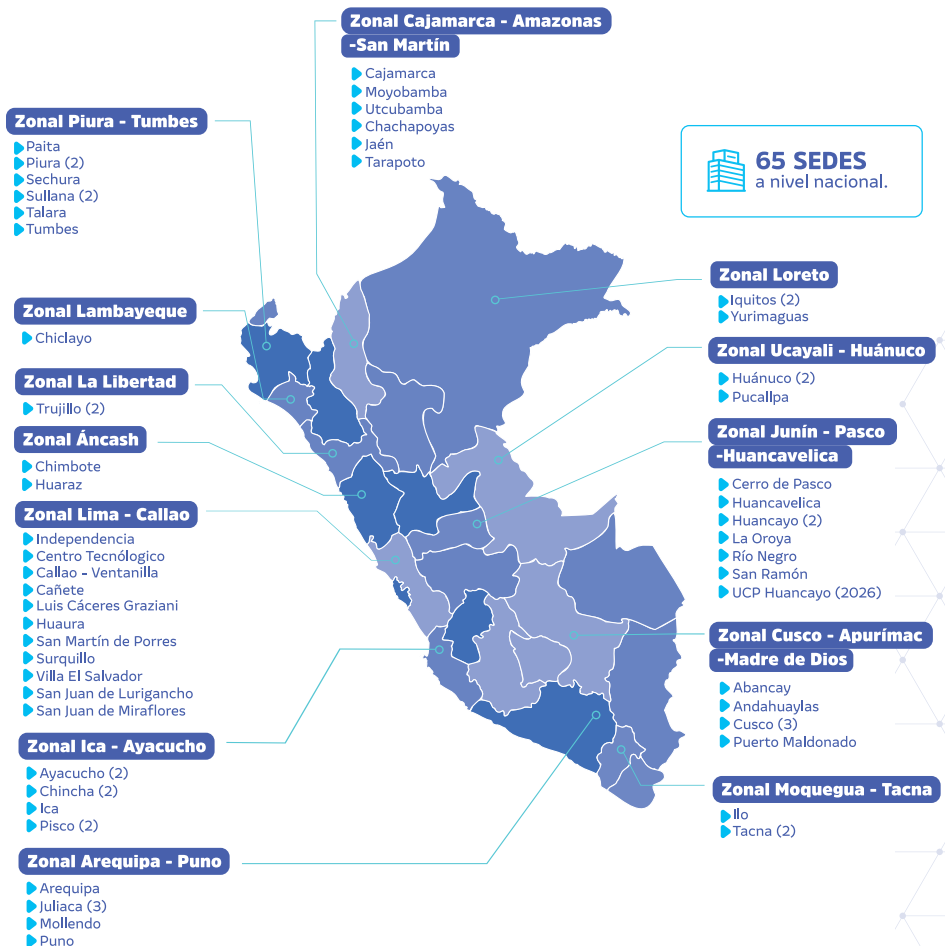 Zonal Cajamarca - Amazonas
-San Martín
Cajamarca
Moyobamba
Utcubamba
Chachapoyas
Jaén
Tarapoto
Zonal Piura - Tumbes
Paita
Piura (2)
Sechura
Sullana (2)
Talara
Tumbes
65 SEDES
a nivel nacional.
Zonal Lambayeque
Chiclayo
Zonal La Libertad
Trujillo (2)
Zonal Áncash
Chimbote
Huaraz
Zonal Lima - Callao
Independencia
Centro Tecnólogico
Callao - Ventanilla
Cañete
Luis Cáceres Graziani
Huaura
San Martín de Porres
Surquillo
Villa El Salvador
San Juan de Lurigancho
San Juan de Miraflores
Zonal Ica - Ayacucho
Ayacucho (2)
Chincha (2)
Ica
Pisco (2)
Zonal Arequipa - Puno
Arequipa
Juliaca (3)
Mollendo
Puno
Zonal Loreto
Iquitos (2)
Yurimaguas
Zonal Ucayali - Huánuco
Huánuco (2)
Pucallpa
Zonal Junín - Pasco
-Huancavelica
Cerro de Pasco
Huancavelica
Huancayo (2)
La Oroya
Río Negro
San Ramón
UCP Huancayo (2026)
Zonal Cusco - Apurímac
-Madre de Dios
Abancay
Andahuaylas
Cusco (3)
Puerto Maldonado
Zonal Moquegua - Tacna
Ilo
Tacna (2)